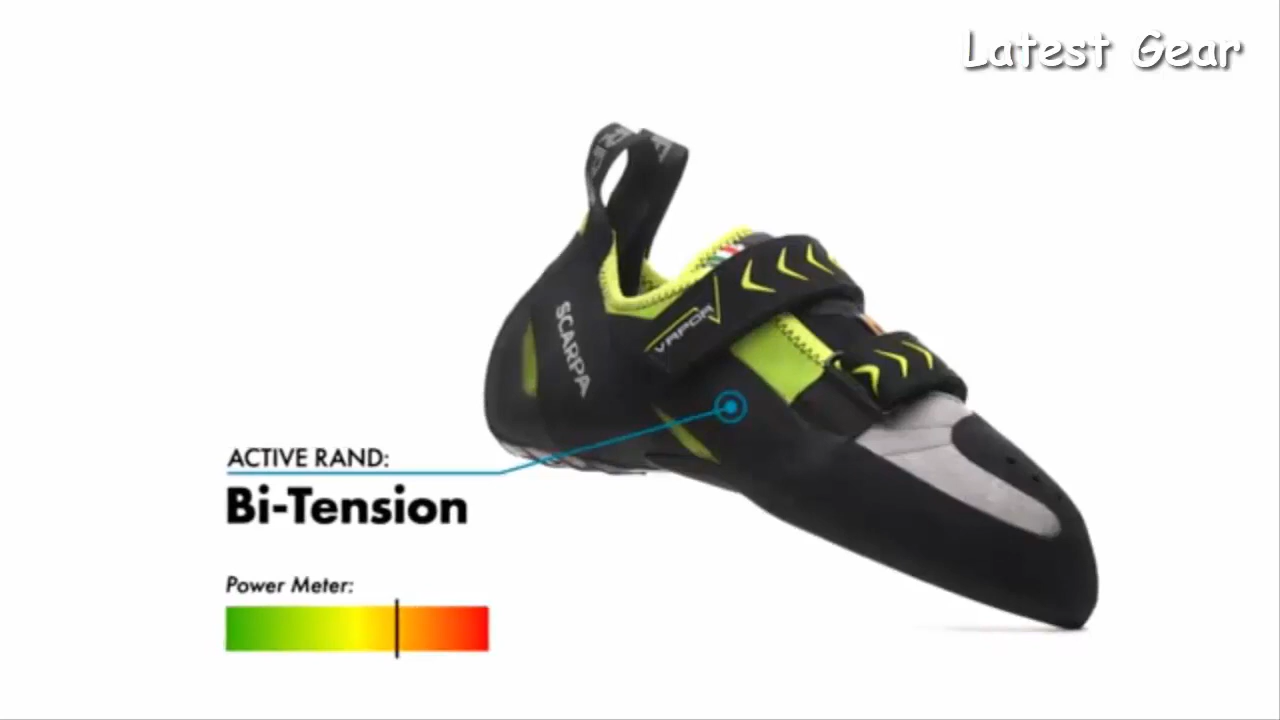 Latest Gear
SCARPA
VAPOR
ACTIVE RAND:
Bi-Tension
Power Meter: